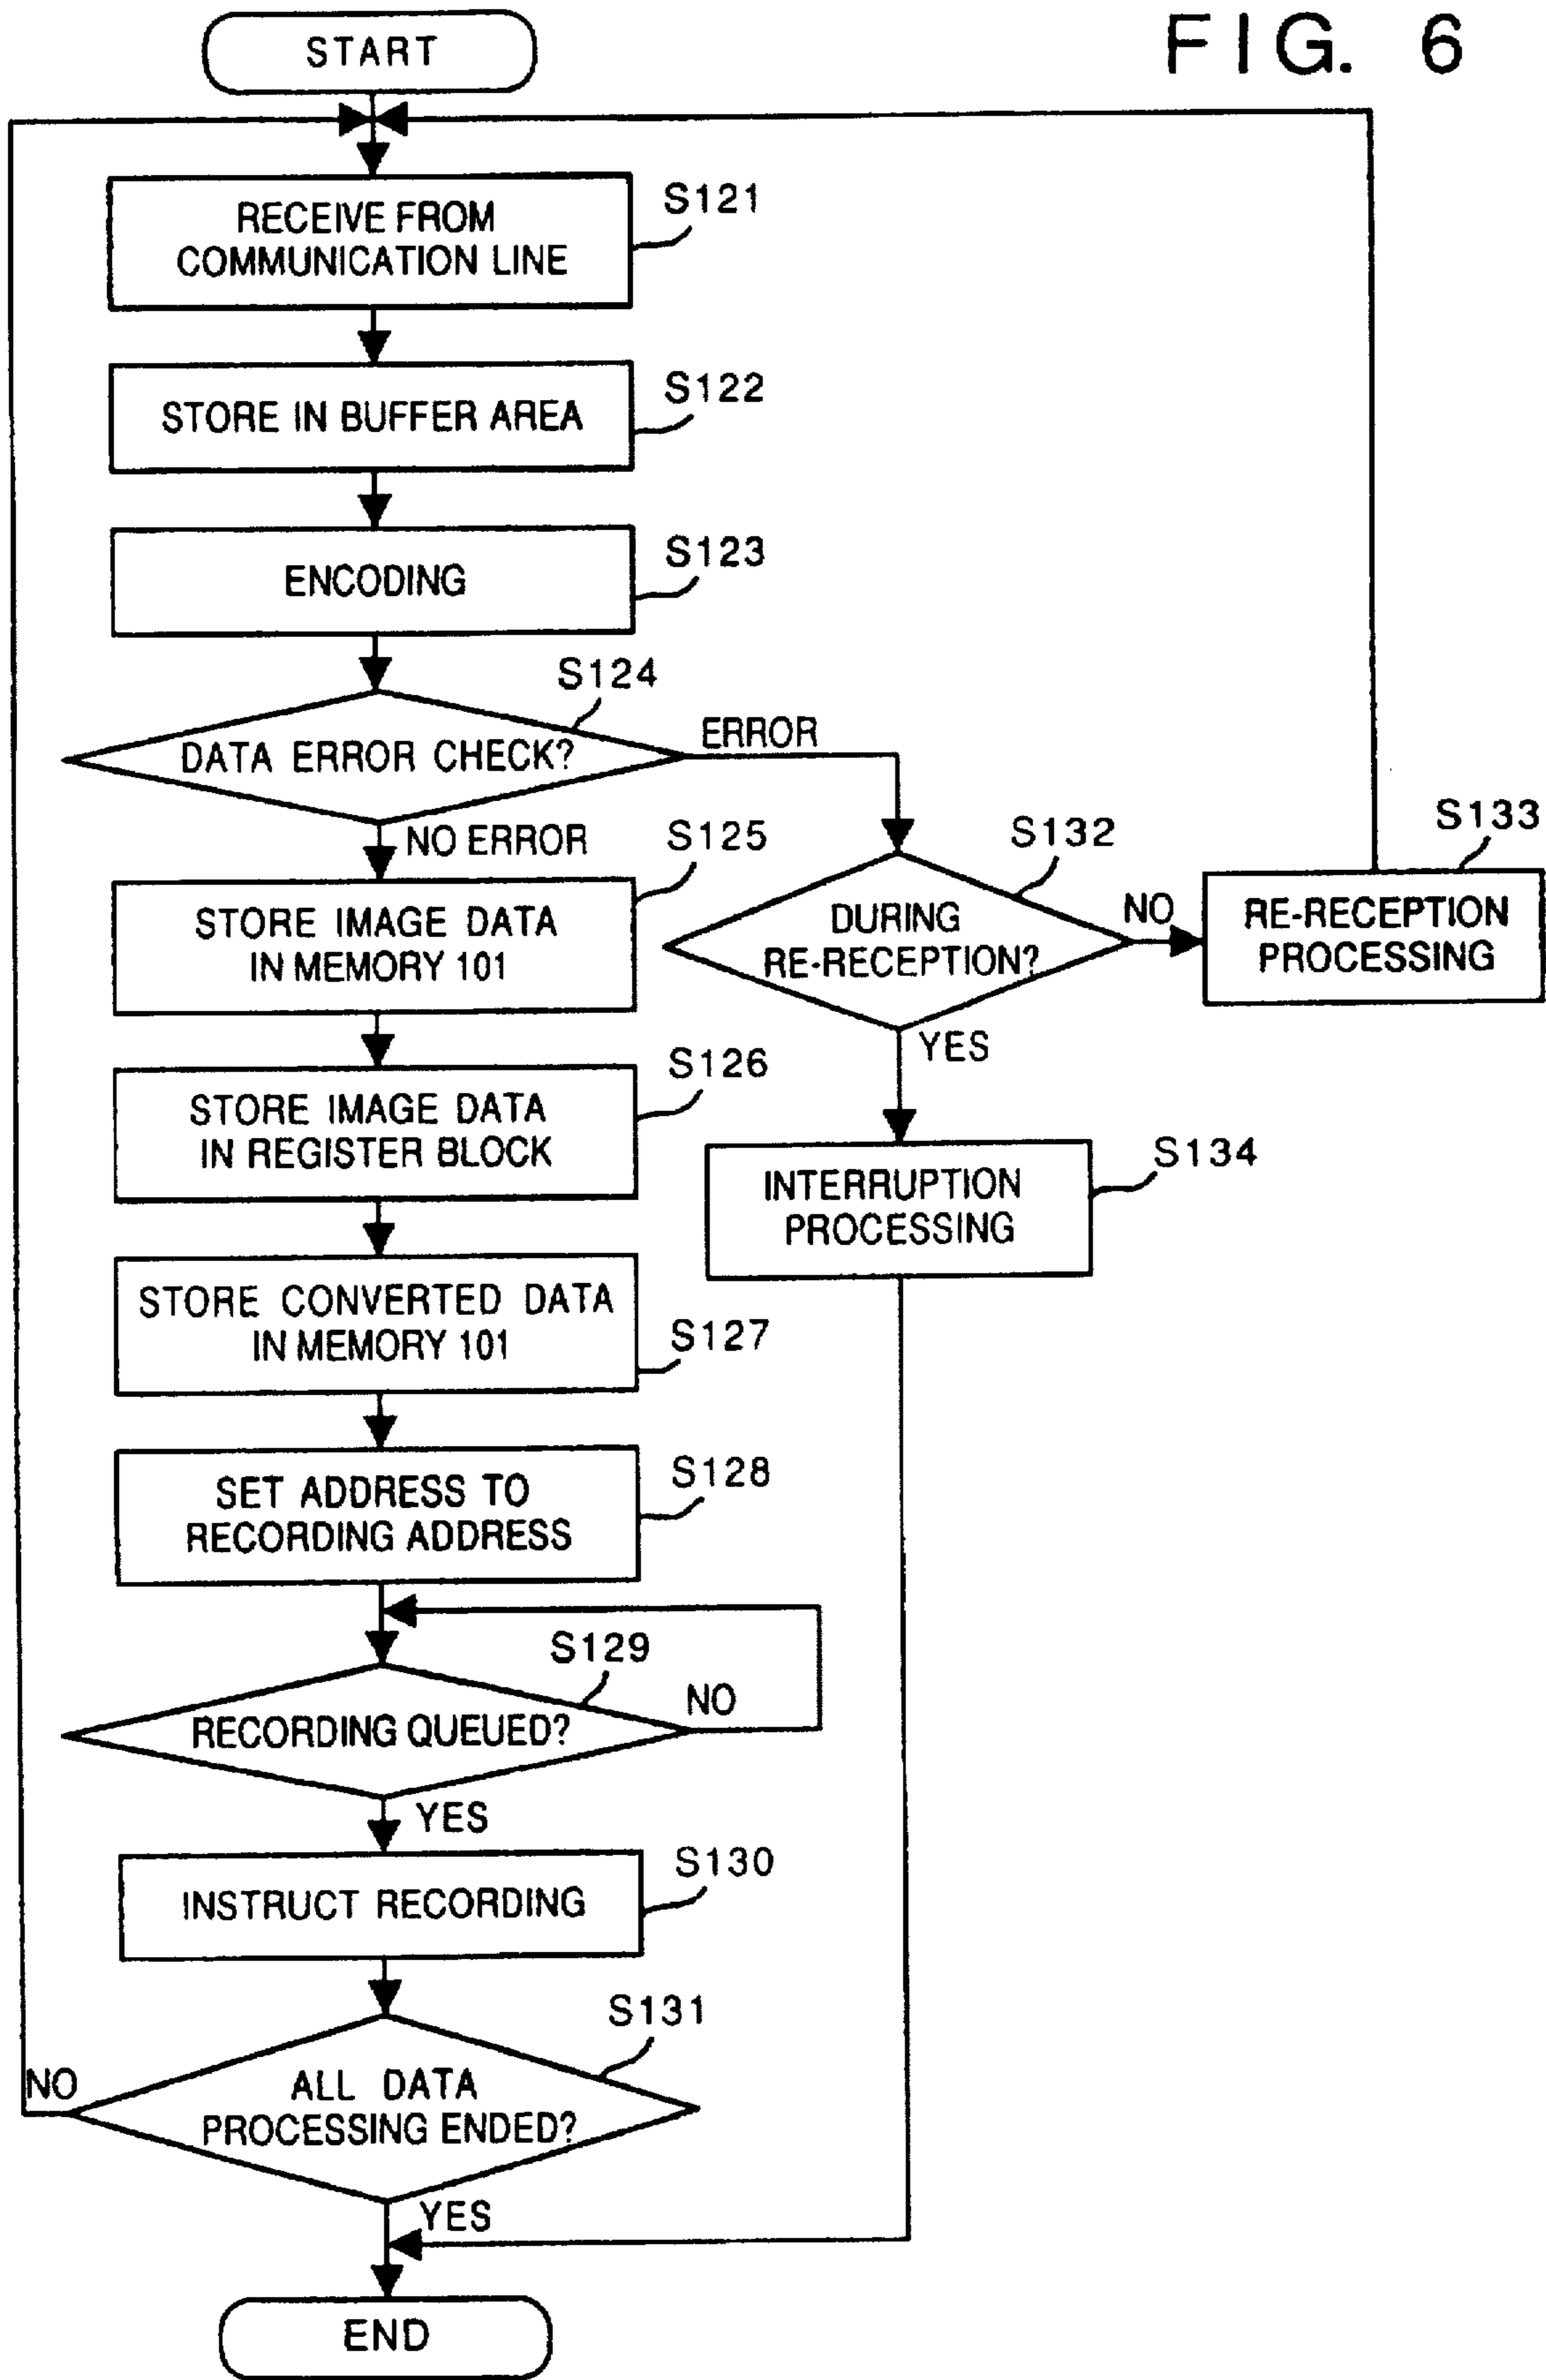 FIG. 6
START
RECEIVE FROM
COMMUNICATION LINE
S121
STORE IN BUFFER AREA
S122
ENCODING
S123
DATA ERROR CHECK?
S124
ERROR
NO ERROR
STORE IMAGE DATA
IN MEMORY 101
S125
DURING
RE-RECEPTION?
S132
NO
RE-RECEPTION
PROCESSING
S133
YES
STORE IMAGE DATA
IN REGISTER BLOCK
S126
INTERRUPTION
PROCESSING
S134
STORE CONVERTED DATA
IN MEMORY 101
S127
SET ADDRESS TO
RECORDING ADDRESS
S128
RECORDING QUEUED?
S129
NO
YES
INSTRUCT RECORDING
S130
ALL DATA
PROCESSING ENDED?
S131
NO
YES
END